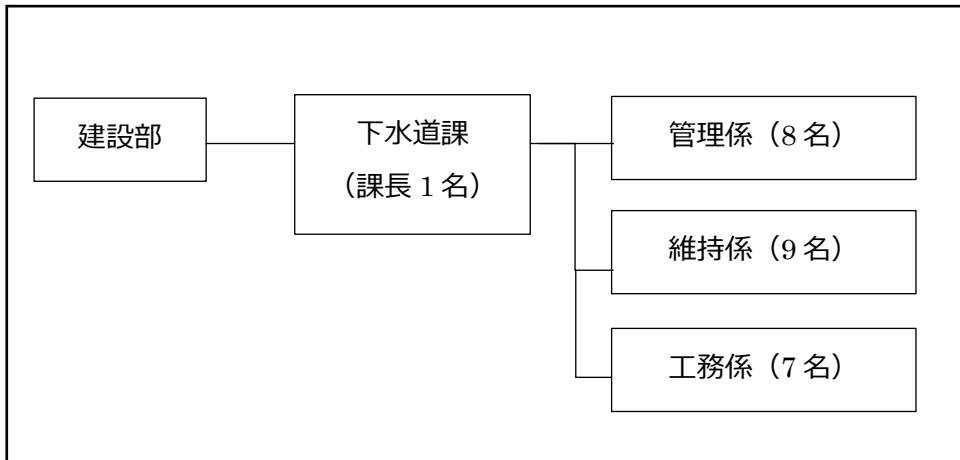 建設部
下水道課
（課長 1 名）
管理係（8 名）
維持係（9 名）
工務係（7 名）